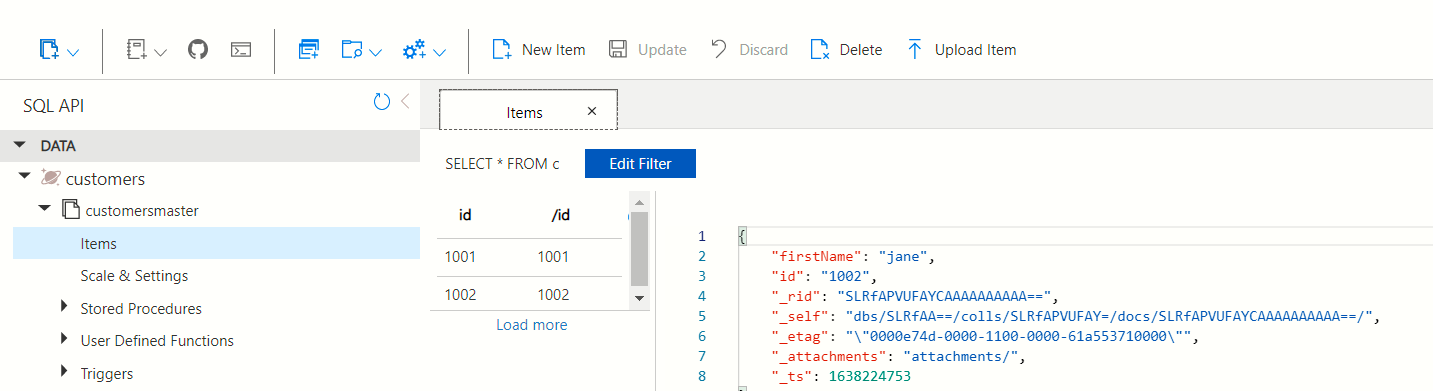 New Item Update Discard Delete Upload Item
SQL API
Items
DATA
SELECT * FROM c Edit Filter
customers
customersmaster
Items
Scale & Settings
Stored Procedures
User Defined Functions
Triggers
id /id
1001 1001
1002 1002
Load more
1 {
2 "firstName": "jane",
3 "id": "1002",
4 "_rid": "SLRfAPVUFAYCAAAAAAAAAA==",
5 "_self": "dbs/SLRfAA==/colls/SLRfAPVUFAY=/docs/SLRfAPVUFAYCAAAAAAAAAA==/",
6 "_etag": "\"0000e74d-0000-1100-0000-61a553710000\"",
7 "_attachments": "attachments/",
8 "_ts": 1638224753